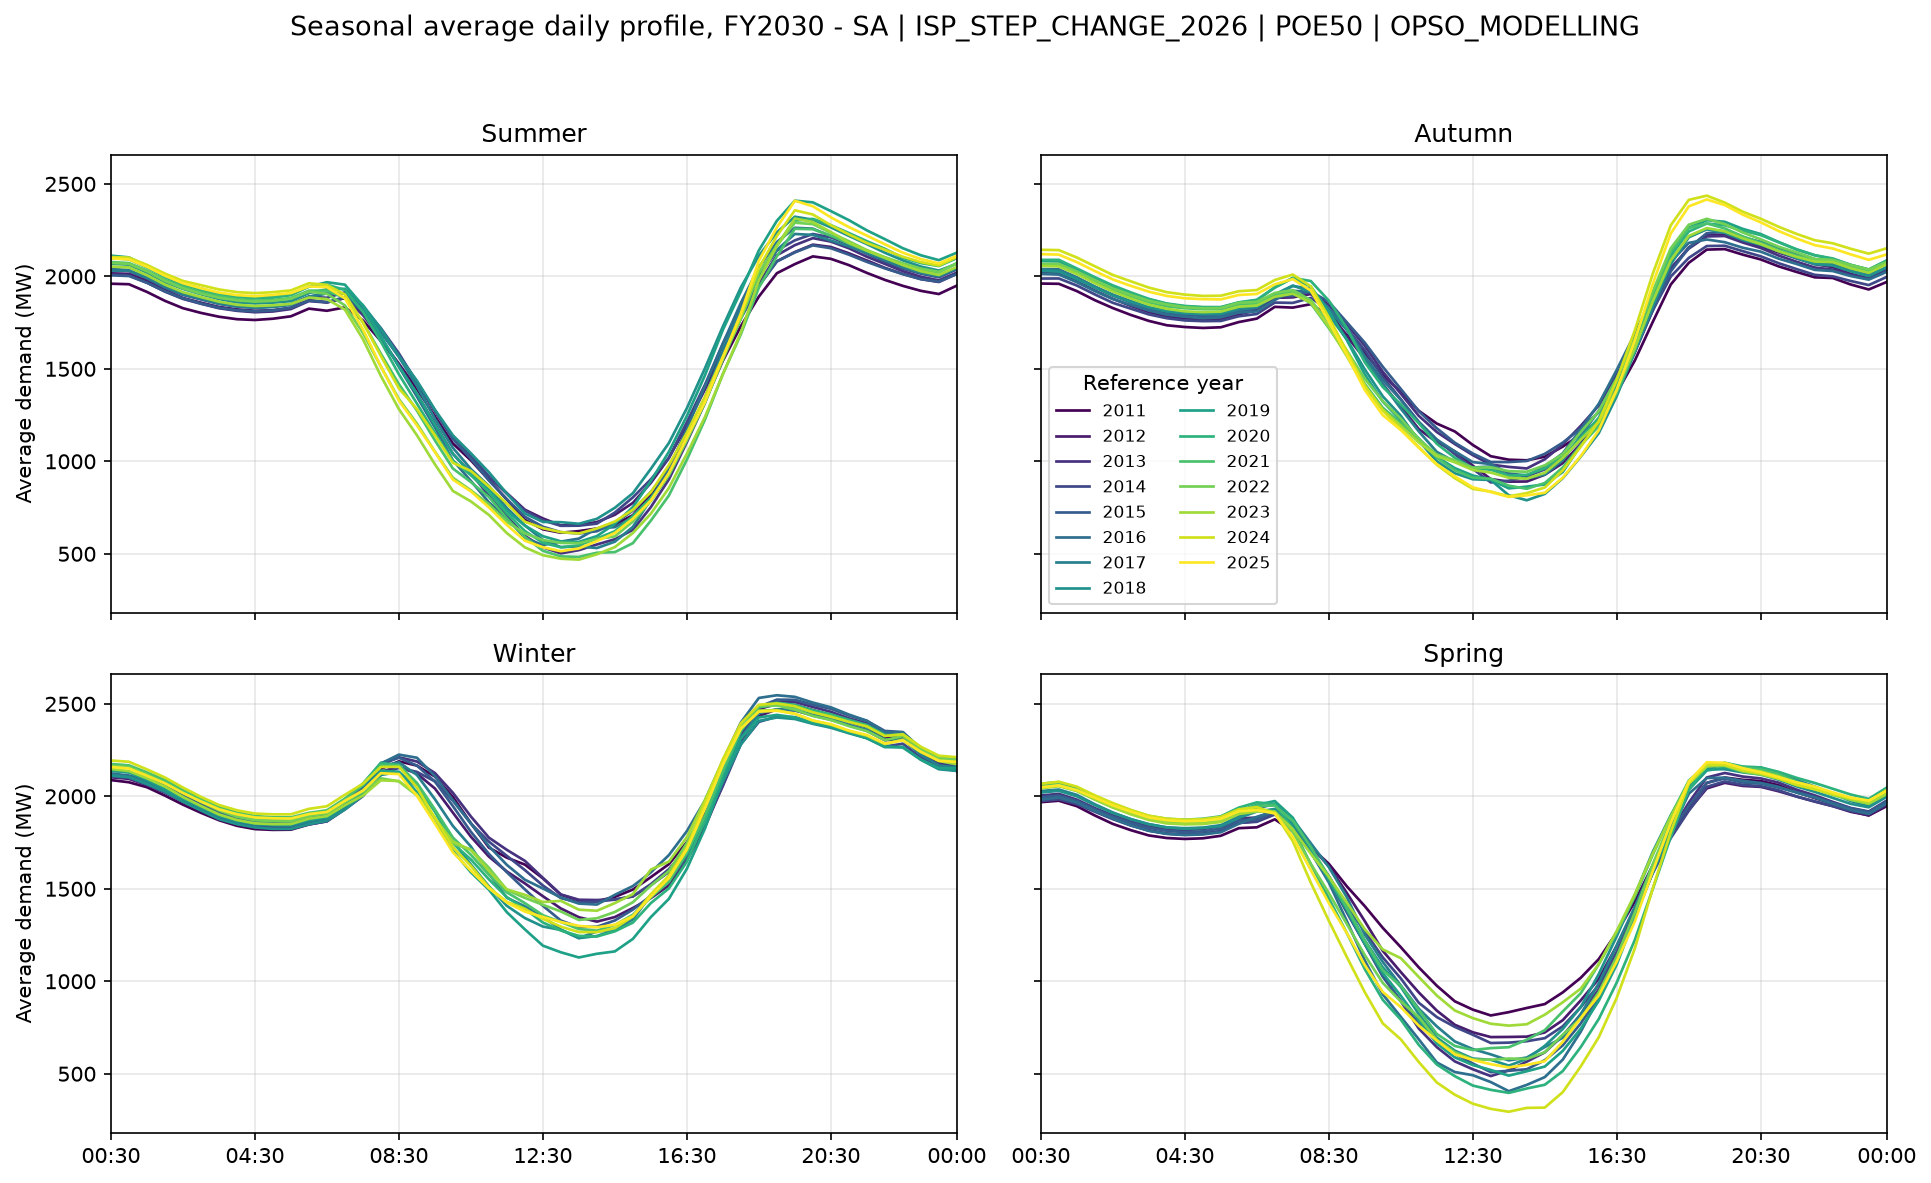 Seasonal average daily profile, FY2030 - SA | ISP_STEP_CHANGE_2026 | POE50 | OPSO_MODELLING
Summer
Autumn
Average demand (MW)
2500
2000
1500
1000
500
Reference year
2011
2012
2013
2014
2015
2016
2017
2018
2019
2020
2021
2022
2023
2024
2025
Winter
Spring
Average demand (MW)
2500
2000
1500
1000
500
00:30 04:30 08:30 12:30 16:30 20:30 00:00
00:30 04:30 08:30 12:30 16:30 20:30 00:00